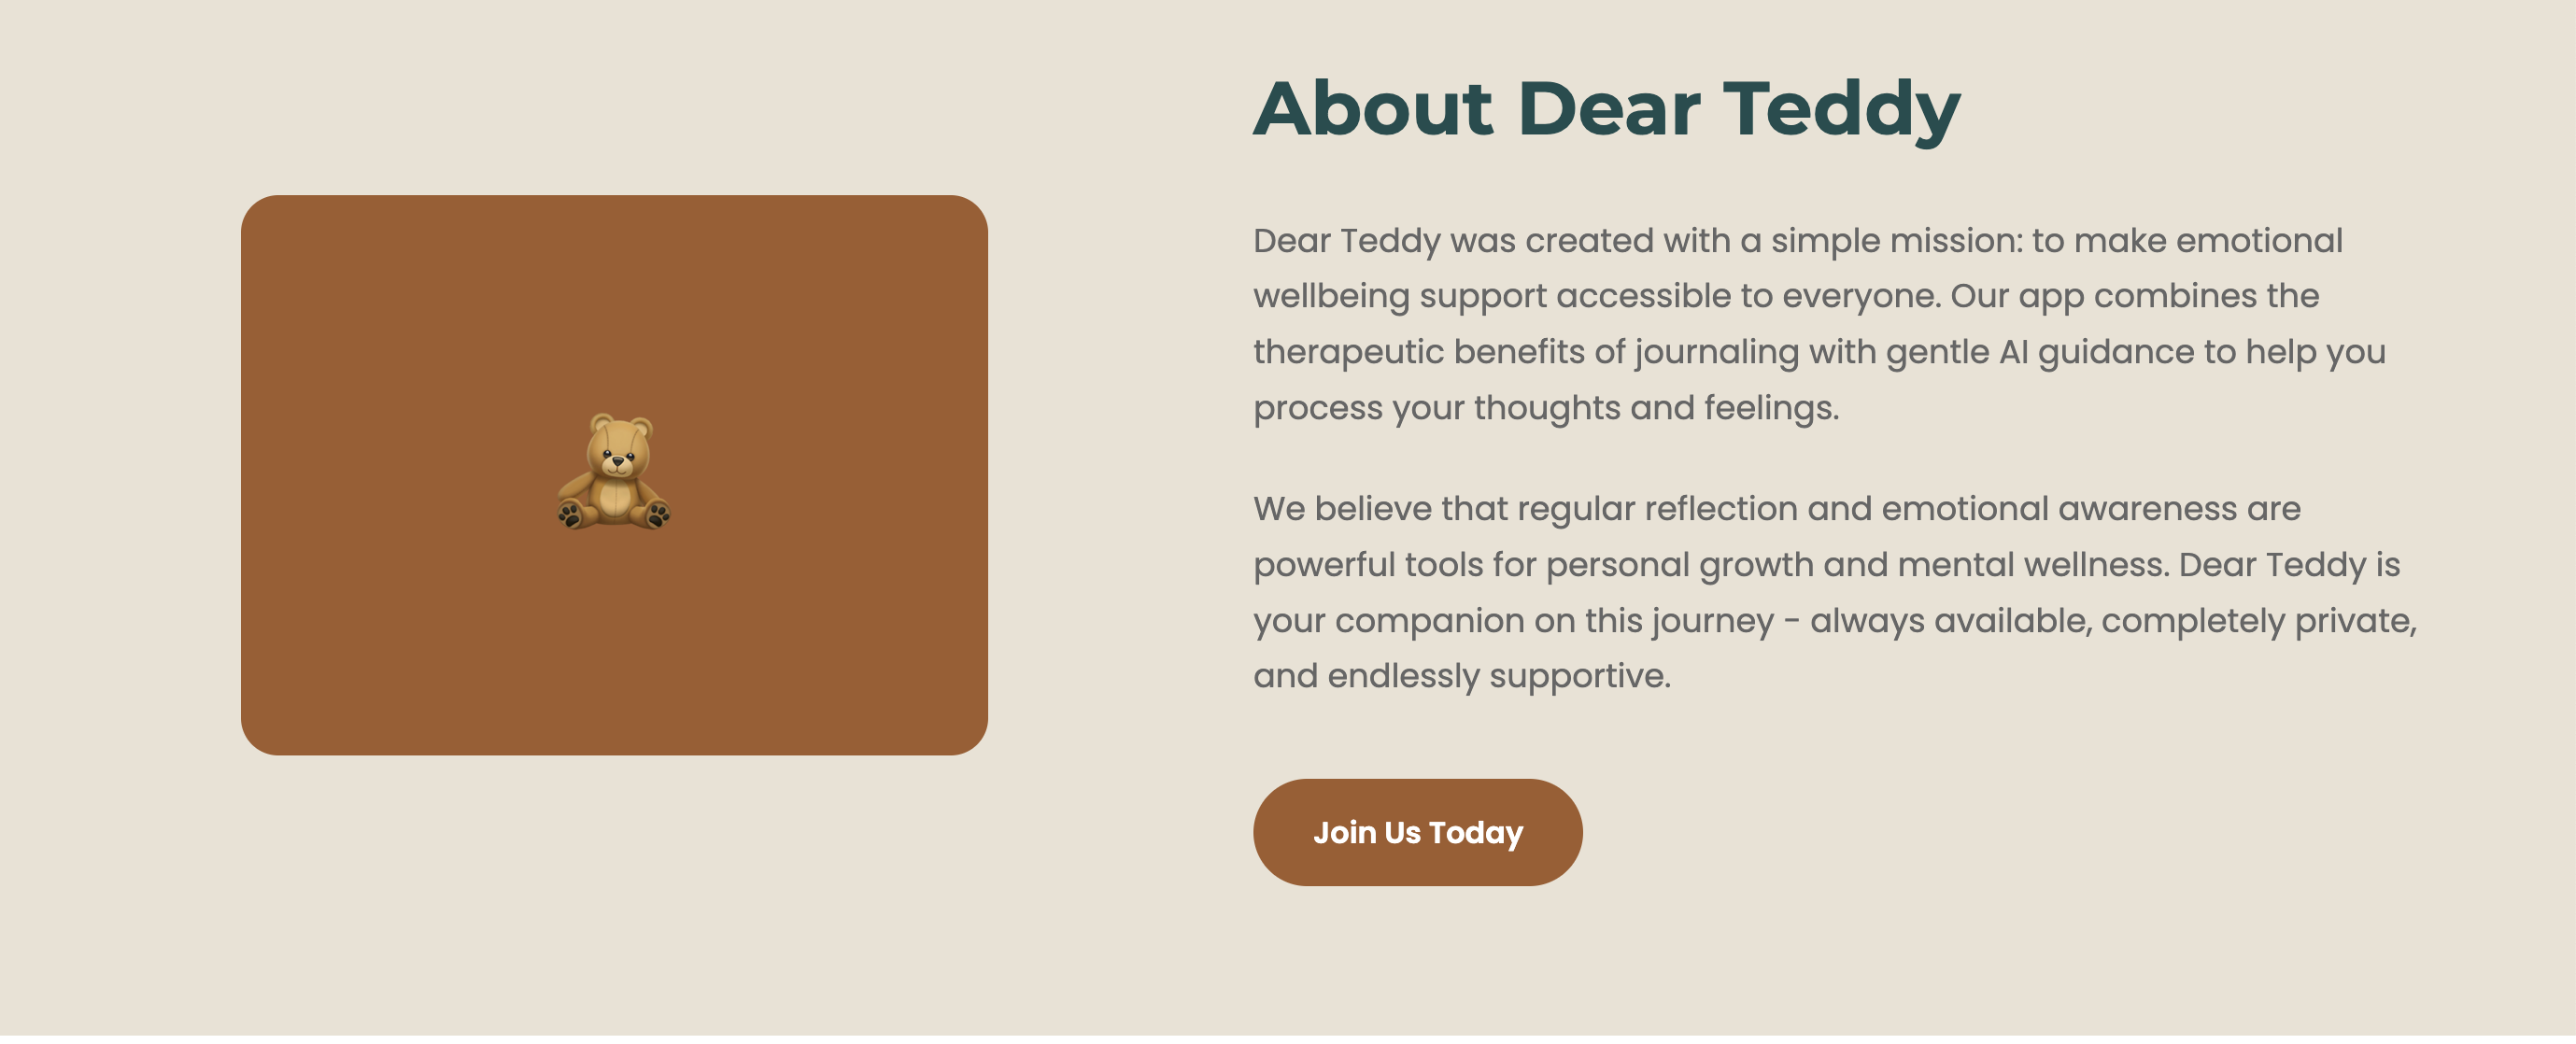 About Dear Teddy
Dear Teddy was created with a simple mission: to make emotional
wellbeing support accessible to everyone. Our app combines the
therapeutic benefits of journaling with gentle AI guidance to help you
process your thoughts and feelings.
We believe that regular reflection and emotional awareness are
powerful tools for personal growth and mental wellness. Dear Teddy is
your companion on this journey - always available, completely private,
and endlessly supportive.
Join Us Today